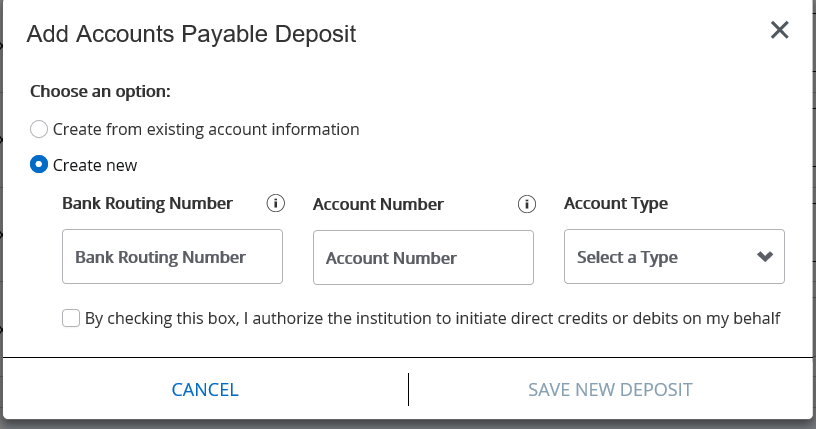 Add Accounts Payable Deposit
Choose an option:
Create from existing account information
Create new
Bank Routing Number
Account Number
Account Type
Bank Routing Number
Account Number
Select a Type
By checking this box, I authorize the institution to initiate direct credits or debits on my behalf
CANCEL
SAVE NEW DEPOSIT